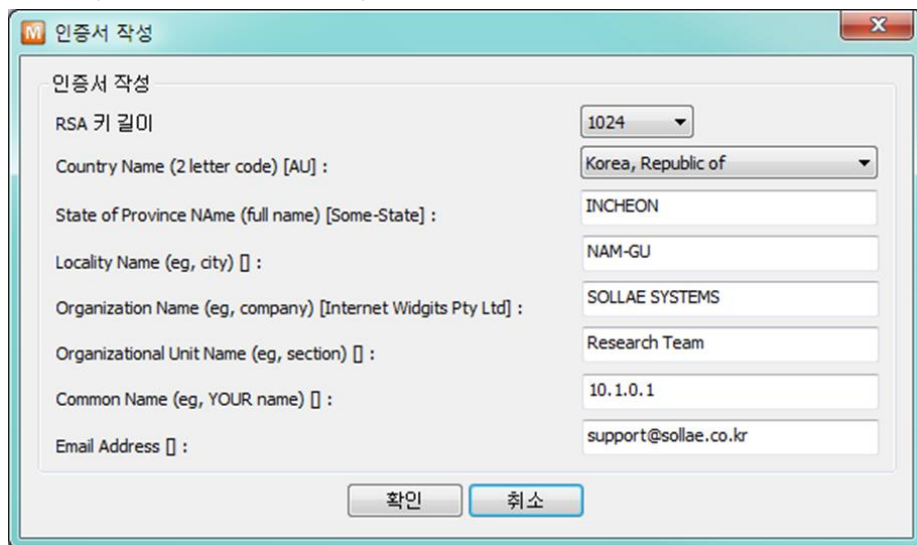 M 인증서 작성
인증서 작성
RSA 키 길이 1024
Country Name (2 letter code) [AU] : Korea, Republic of
State of Province NAme (full name) [Some-State] : INCHEON
Locality Name (eg, city) [] : NAM-GU
Organization Name (eg, company) [Internet Widgits Pty Ltd] : SOLLAE SYSTEMS
Organizational Unit Name (eg, section) [] : Research Team
Common Name (eg, YOUR name) [] : 10.1.0.1
Email Address [] : support@sollae.co.kr
확인 취소